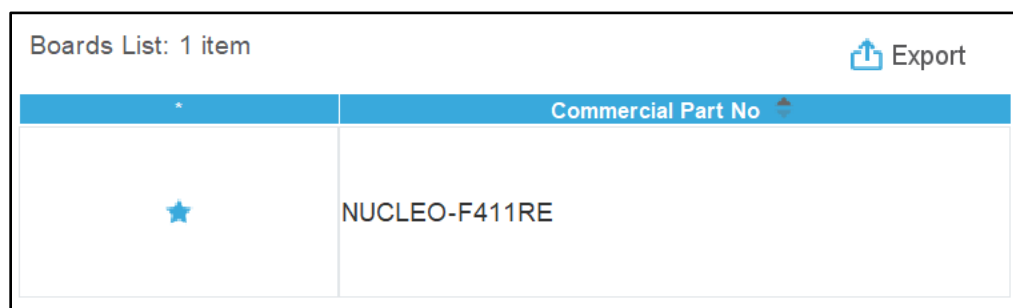 Boards List: 1 item
Export
* Commercial Part No
NUCLEO-F411RE